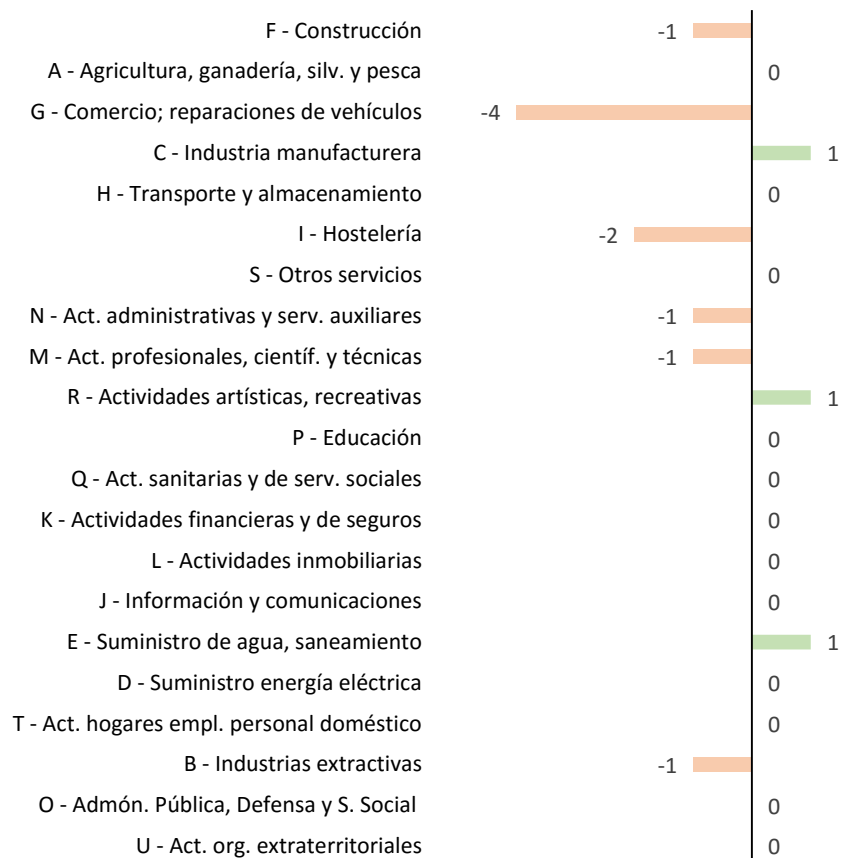 F - Construcción -1
A - Agricultura, ganadería, silv. y pesca 0
G - Comercio; reparaciones de vehículos -4
C - Industria manufacturera 1
H - Transporte y almacenamiento 0
I - Hostelería -2
S - Otros servicios 0
N - Act. administrativas y serv. auxiliares -1
M - Act. profesionales, científ. y técnicas -1
R - Actividades artísticas, recreativas 1
P - Educación 0
Q - Act. sanitarias y de serv. sociales 0
K - Actividades financieras y de seguros 0
L - Actividades inmobiliarias 0
J - Información y comunicaciones 0
E - Suministro de agua, saneamiento 1
D - Suministro energía eléctrica 0
T - Act. hogares empl. personal doméstico 0
B - Industrias extractivas -1
O - Admón. Pública, Defensa y S. Social 0
U - Act. org. extraterritoriales 0